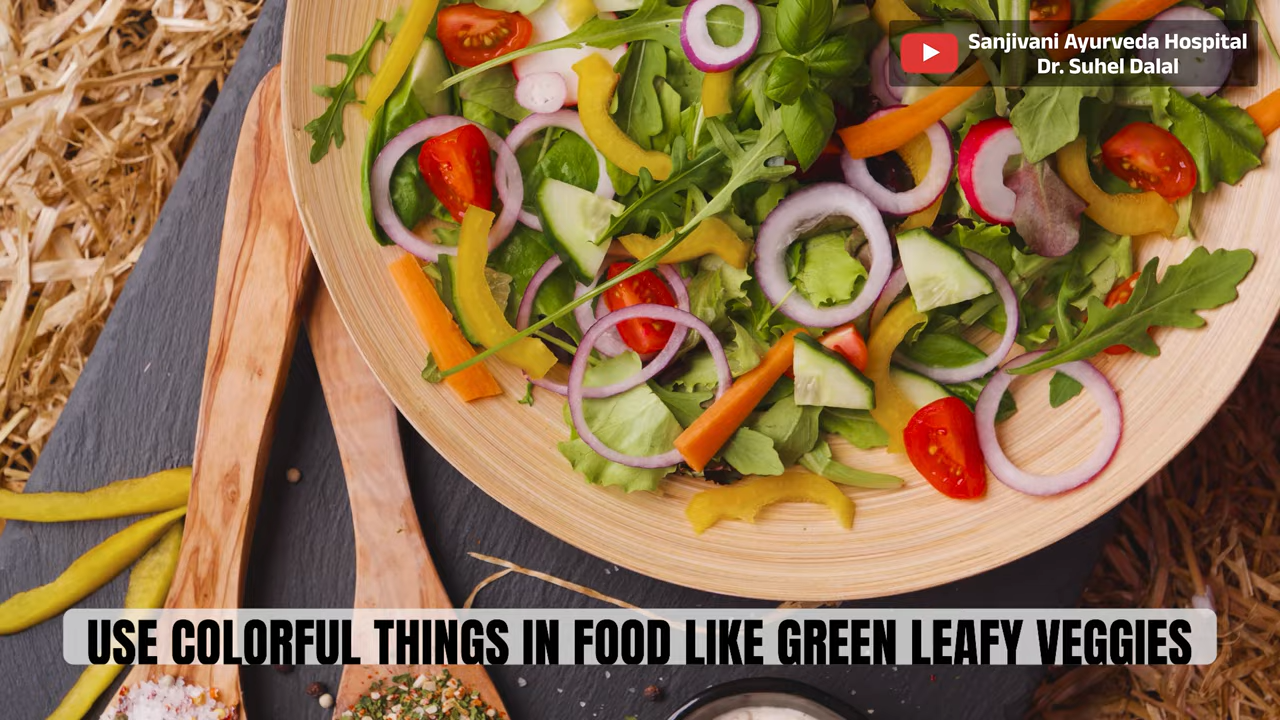 Sanjivani Ayurveda Hospital
Dr. Suhel Dalal
USE COLORFUL THINGS IN FOOD LIKE GREEN LEAFY VEGGIES